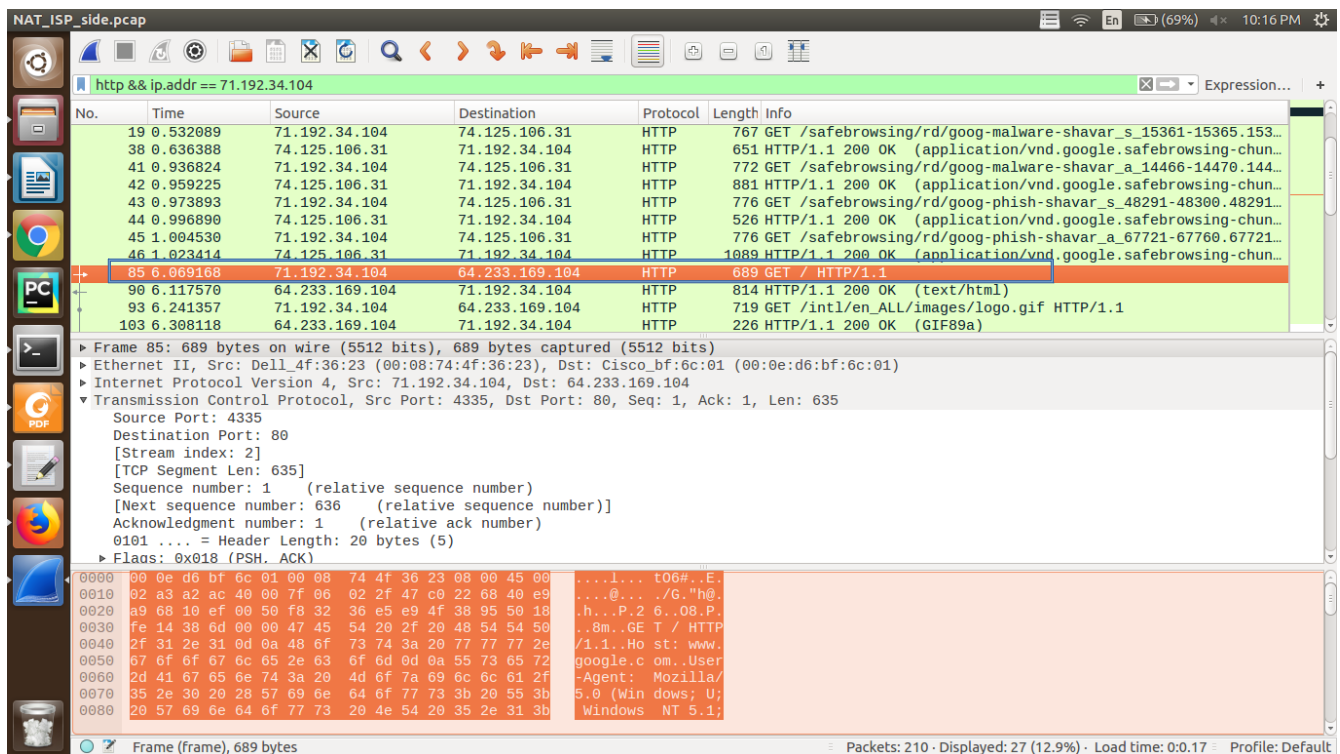 NAT_ISP_side.pcap En (69%) 10:16 PM
http && ip.addr == 71.192.34.104 Expression… +
No. Time Source Destination Protocol Length Info
19 0.532089 71.192.34.104 74.125.106.31 HTTP 767 GET /safebrowsing/rd/goog-malware-shavar_s_15361-15365.153…
38 0.636388 74.125.106.31 71.192.34.104 HTTP 651 HTTP/1.1 200 OK (application/vnd.google.safebrowsing-chun…
41 0.936824 71.192.34.104 74.125.106.31 HTTP 772 GET /safebrowsing/rd/goog-malware-shavar_a_14466-14470.144…
42 0.959225 74.125.106.31 71.192.34.104 HTTP 881 HTTP/1.1 200 OK (application/vnd.google.safebrowsing-chun…
43 0.973893 71.192.34.104 74.125.106.31 HTTP 776 GET /safebrowsing/rd/goog-phish-shavar_s_48291-48300.48291…
44 0.996890 74.125.106.31 71.192.34.104 HTTP 526 HTTP/1.1 200 OK (application/vnd.google.safebrowsing-chun…
45 1.004530 71.192.34.104 74.125.106.31 HTTP 776 GET /safebrowsing/rd/goog-phish-shavar_a_67721-67760.67721…
46 1.023414 74.125.106.31 71.192.34.104 HTTP 1089 HTTP/1.1 200 OK (application/vnd.google.safebrowsing-chun…
85 6.069168 71.192.34.104 64.233.169.104 HTTP 689 GET / HTTP/1.1
90 6.117570 64.233.169.104 71.192.34.104 HTTP 814 HTTP/1.1 200 OK (text/html)
93 6.241357 71.192.34.104 64.233.169.104 HTTP 719 GET /intl/en_ALL/images/logo.gif HTTP/1.1
103 6.308118 64.233.169.104 71.192.34.104 HTTP 226 HTTP/1.1 200 OK (GIF89a)
Frame 85: 689 bytes on wire (5512 bits), 689 bytes captured (5512 bits)
Ethernet II, Src: Dell_4f:36:23 (00:08:74:4f:36:23), Dst: Cisco_bf:6c:01 (00:0e:d6:bf:6c:01)
Internet Protocol Version 4, Src: 71.192.34.104, Dst: 64.233.169.104
Transmission Control Protocol, Src Port: 4335, Dst Port: 80, Seq: 1, Ack: 1, Len: 635
Source Port: 4335
Destination Port: 80
[Stream index: 2]
[TCP Segment Len: 635]
Sequence number: 1 (relative sequence number)
[Next sequence number: 636 (relative sequence number)]
Acknowledgment number: 1 (relative ack number)
0101 .... = Header Length: 20 bytes (5)
Flags: 0x018 (PSH, ACK)
0000 00 0e d6 bf 6c 01 00 08 74 4f 36 23 08 00 45 00 ....l... tO6#..E.
0010 02 a3 a2 ac 40 00 7f 06 02 2f 47 c0 22 68 40 e9 ....@... ./G."h@.
0020 a9 68 10 ef 00 50 f8 32 36 e5 e9 4f 38 95 50 18 .h...P.2 6..O8.P.
0030 fe 14 38 6d 00 00 47 45 54 20 2f 20 48 54 54 50 ..8m..GE T / HTTP
0040 2f 31 2e 31 0d 0a 48 6f 73 74 3a 20 77 77 77 2e /1.1..Ho st: www.
0050 67 6f 6f 67 6c 65 2e 63 6f 6d 0d 0a 55 73 65 72 google.c om..User
0060 2d 41 67 65 6e 74 3a 20 4d 6f 7a 69 6c 6c 61 2f -Agent:  Mozilla/
0070 35 2e 30 20 28 57 69 6e 64 6f 77 73 3b 20 55 3b 5.0 (Win dows; U;
0080 20 57 69 6e 64 6f 77 73 20 4e 54 20 35 2e 31 3b Windows NT 5.1;
Frame (frame), 689 bytes Packets: 210 · Displayed: 27 (12.9%) · Load time: 0:0.17 Profile: Default
PC
>_
PDF